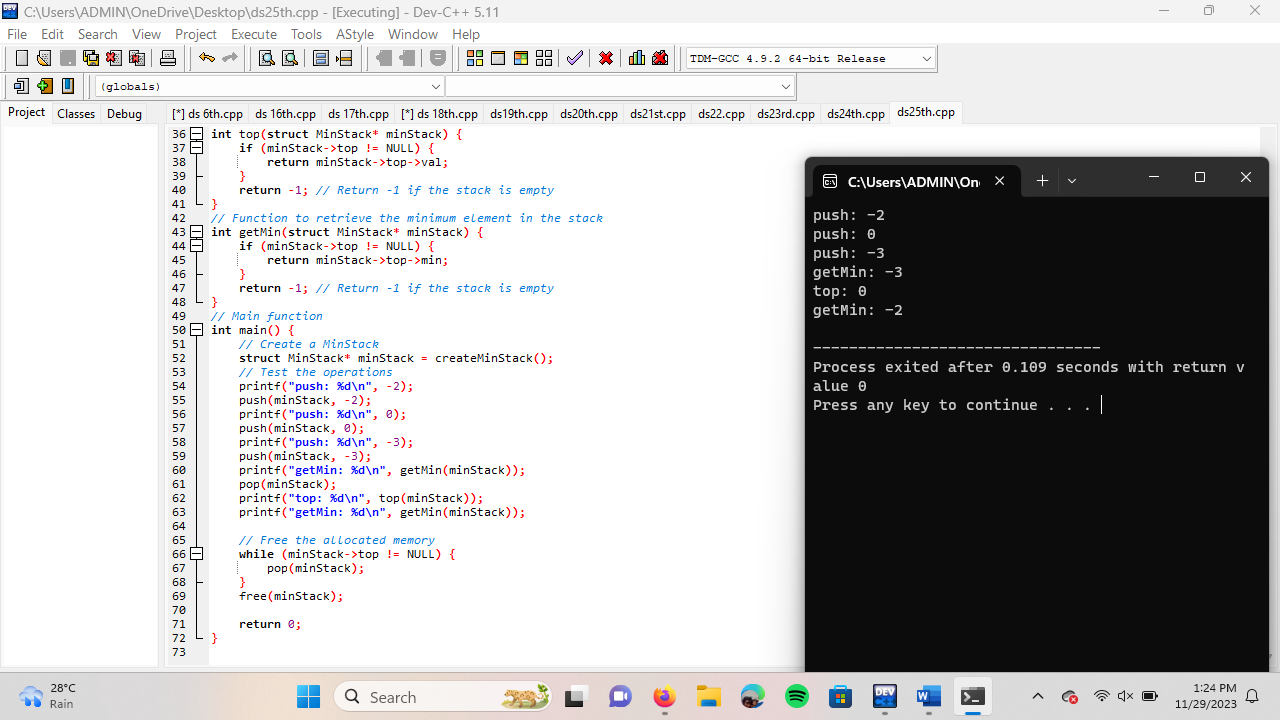 C:\Users\ADMIN\OneDrive\Desktop\ds25th.cpp - [Executing] - Dev-C++ 5.11
File Edit Search View Project Execute Tools AStyle Window Help
TDM-GCC 4.9.2 64-bit Release
(globals)
Project Classes Debug
[*] ds 6th.cpp ds 16th.cpp ds 17th.cpp [*] ds 18th.cpp ds19th.cpp ds20th.cpp ds21st.cpp ds22.cpp ds23rd.cpp ds24th.cpp ds25th.cpp
36 int top(struct MinStack* minStack) {
37 if (minStack->top != NULL) {
38 return minStack->top->val;
39 }
40 return -1; // Return -1 if the stack is empty
41 }
42 // Function to retrieve the minimum element in the stack
43 int getMin(struct MinStack* minStack) {
44 if (minStack->top != NULL) {
45 return minStack->top->min;
46 }
47 return -1; // Return -1 if the stack is empty
48 }
49 // Main function
50 int main() {
51 // Create a MinStack
52 struct MinStack* minStack = createMinStack();
53 // Test the operations
54 printf("push: %d\n", -2);
55 push(minStack, -2);
56 printf("push: %d\n", 0);
57 push(minStack, 0);
58 printf("push: %d\n", -3);
59 push(minStack, -3);
60 printf("getMin: %d\n", getMin(minStack));
61 pop(minStack);
62 printf("top: %d\n", top(minStack));
63 printf("getMin: %d\n", getMin(minStack));
64
65 // Free the allocated memory
66 while (minStack->top != NULL) {
67 pop(minStack);
68 }
69 free(minStack);
70
71 return 0;
72 }
73
C:\Users\ADMIN\On
push: -2
push: 0
push: -3
getMin: -3
top: 0
getMin: -2
--------------------------------
Process exited after 0.109 seconds with return v
alue 0
Press any key to continue . . .
28°C
Rain
Search
DEV
W
1:24 PM
11/29/2023